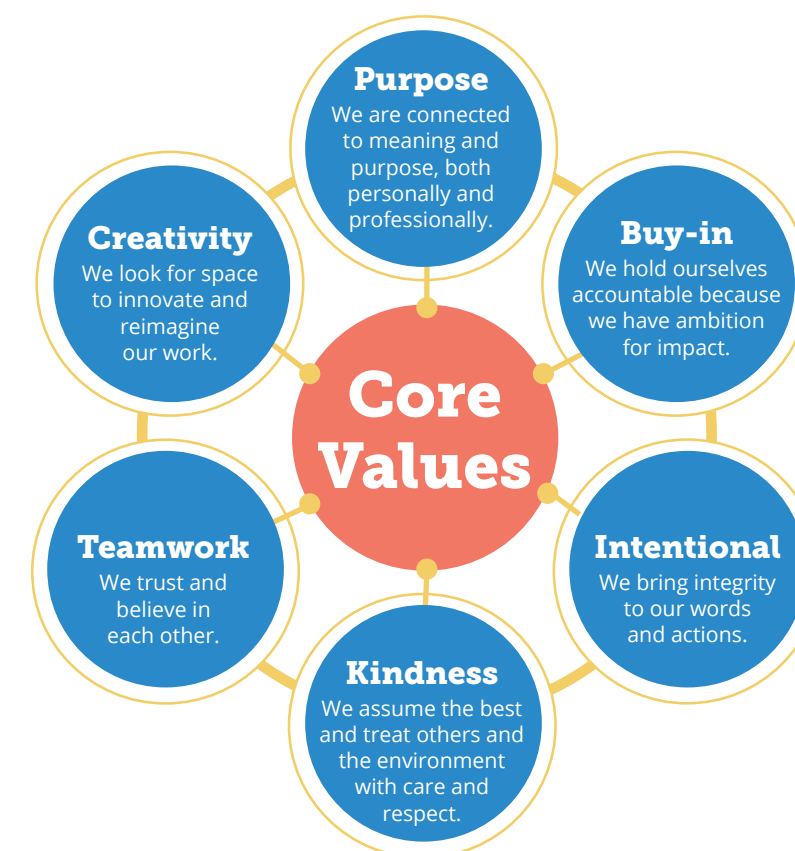 Purpose
We are connected
to meaning and
purpose, both
personally and
professionally.
Creativity
We look for space
to innovate and
reimagine
our work.
Buy-in
We hold ourselves
accountable because
we have ambition
for impact.
Core
Values
Teamwork
We trust and
believe in
each other.
Intentional
We bring integrity
to our words
and actions.
Kindness
We assume the best
and treat others and
the environment
with care and
respect.